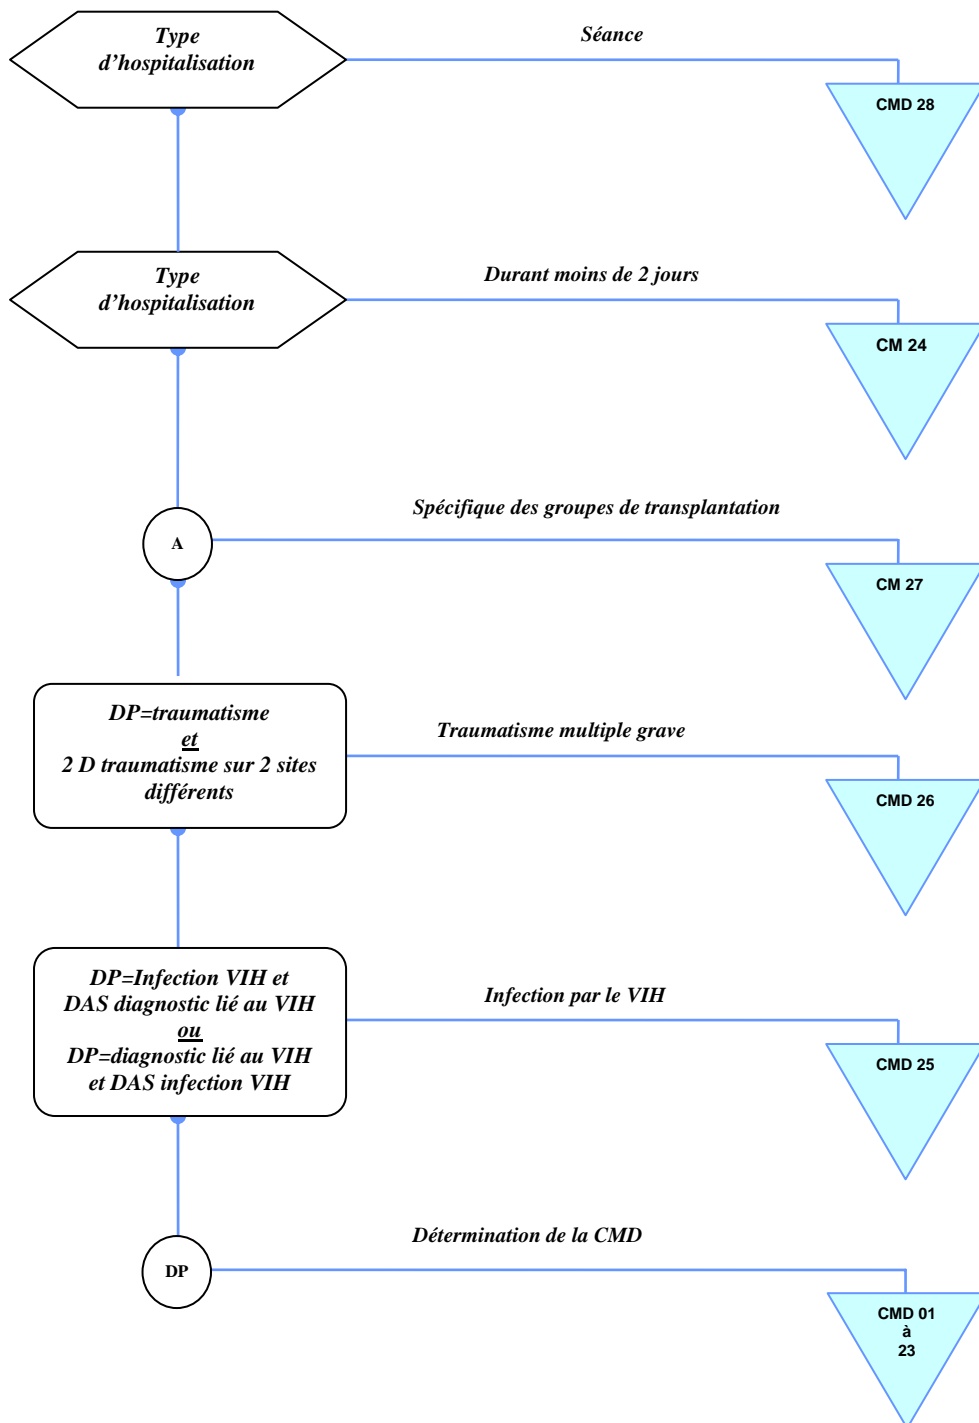 Type
d'hospitalisation
Séance
CMD 28
Type
d'hospitalisation
Durant moins de 2 jours
CM 24
A
Spécifique des groupes de transplantation
CM 27
DP=traumatisme
et
2 D traumatisme sur 2 sites
différents
Traumatisme multiple grave
CMD 26
DP=Infection VIH et
DAS diagnostic lié au VIH
ou
DP=diagnostic lié au VIH
et DAS infection VIH
Infection par le VIH
CMD 25
DP
Détermination de la CMD
CMD 01
à
23